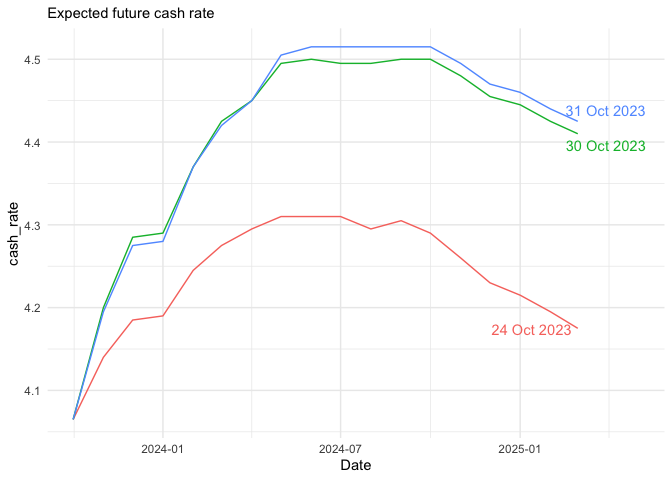 Expected future cash rate
4.5
4.4
4.3
4.2
4.1
cash_rate
31 Oct 2023
30 Oct 2023
24 Oct 2023
2024-01
2024-07
2025-01
Date